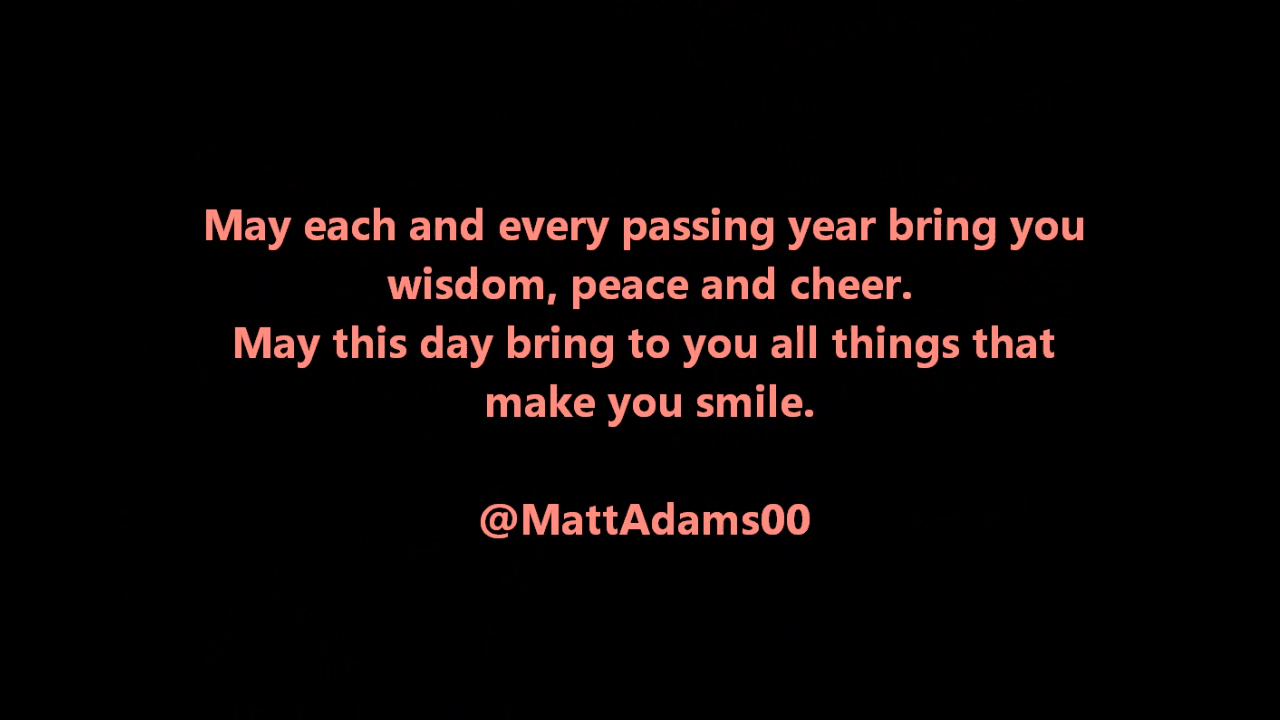 May each and every passing year bring you
wisdom, peace and cheer.
May this day bring to you all things that
make you smile.
@MattAdams00